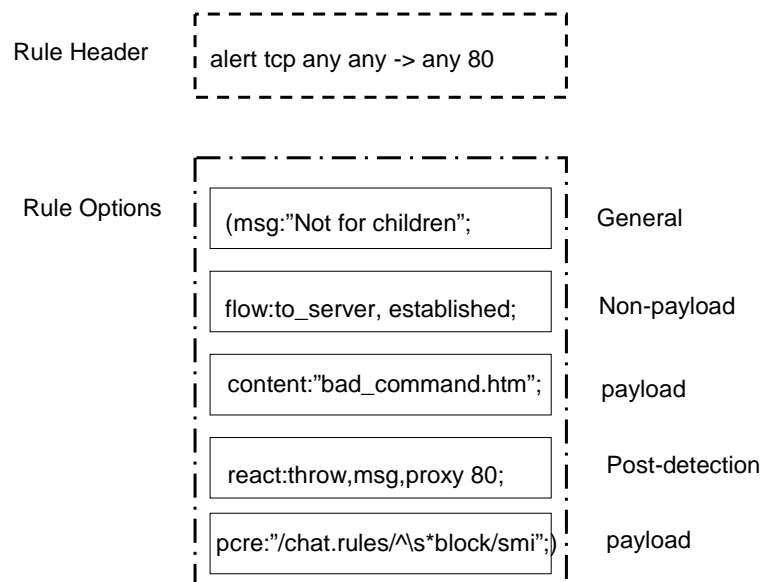 Rule Header
alert tcp any any -> any 80
Rule Options
(msg:”Not for children”;
General
flow:to_server, established;
Non-payload
content:”bad_command.htm”;
payload
react:throw,msg,proxy 80;
Post-detection
pcre:”/chat.rules/^\s*block/smi”;)
payload